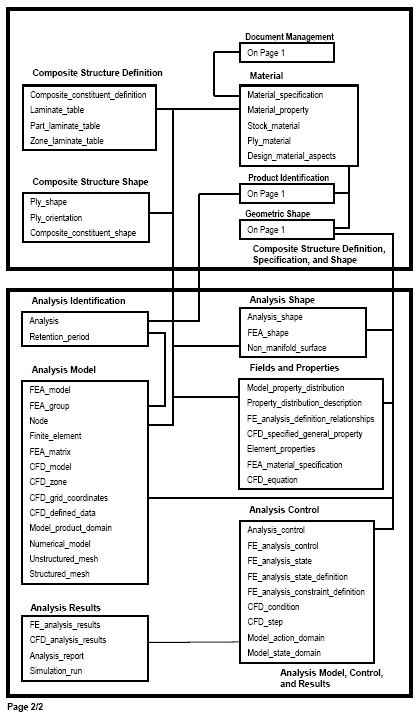 Document Management
On Page 1
Composite Structure Definition
Composite_constituent_definition
Laminate_table
Part_laminate_table
Zone_laminate_table
Material
Material_specification
Material_property
Stock_material
Ply_material
Design_material_aspects
Composite Structure Shape
Ply_shape
Ply_orientation
Composite_constituent_shape
Product Identification
On Page 1
Geometric Shape
On Page 1
Composite Structure Definition,
Specification, and Shape
Analysis Identification
Analysis
Retention_period
Analysis Shape
Analysis_shape
FEA_shape
Non_manifold_surface
Analysis Model
FEA_model
FEA_group
Node
Finite_element
FEA_matrix
CFD_model
CFD_zone
CFD_grid_coordinates
CFD_defined_data
Model_product_domain
Numerical_model
Unstructured_mesh
Structured_mesh
Fields and Properties
Model_property_distribution
Property_distribution_description
FE_analysis_definition_relationships
CFD_specified_general_property
Element_properties
FEA_material_specification
CFD_equation
Analysis Control
Analysis_control
FE_analysis_control
FE_analysis_state
FE_analysis_state_definition
FE_analysis_constraint_definition
CFD_condition
CFD_step
Model_action_domain
Model_state_domain
Analysis Results
FE_analysis_results
CFD_analysis_results
Analysis_report
Simulation_run
Analysis Model, Control,
and Results
Page 2/2